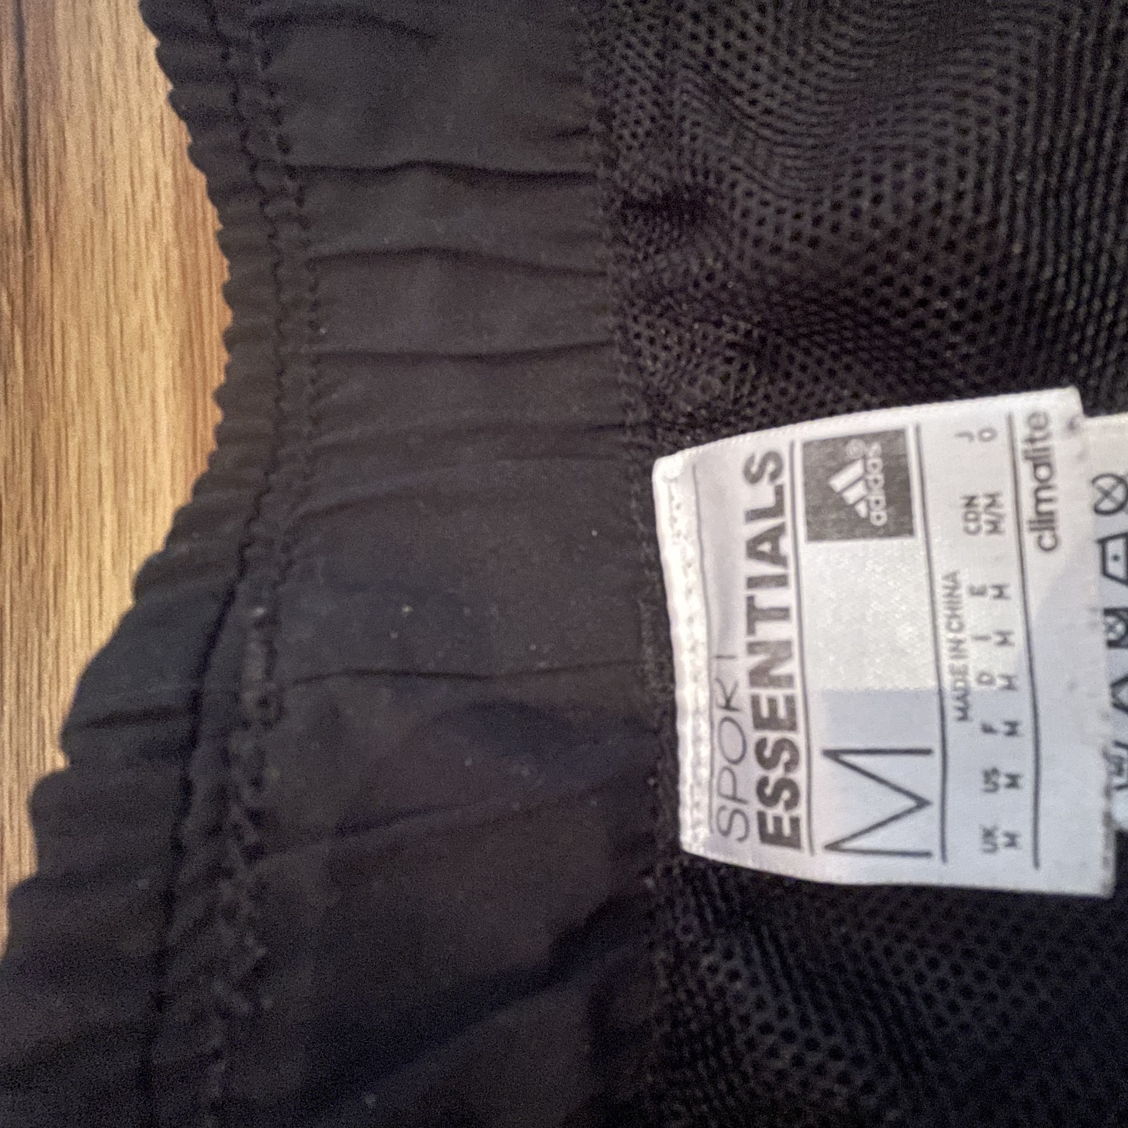 SPORT
ESSENTIALS
M
adidas®
MADE IN CHINA
UK US F D I E CDN J
M M M M M M M/M O
climalite